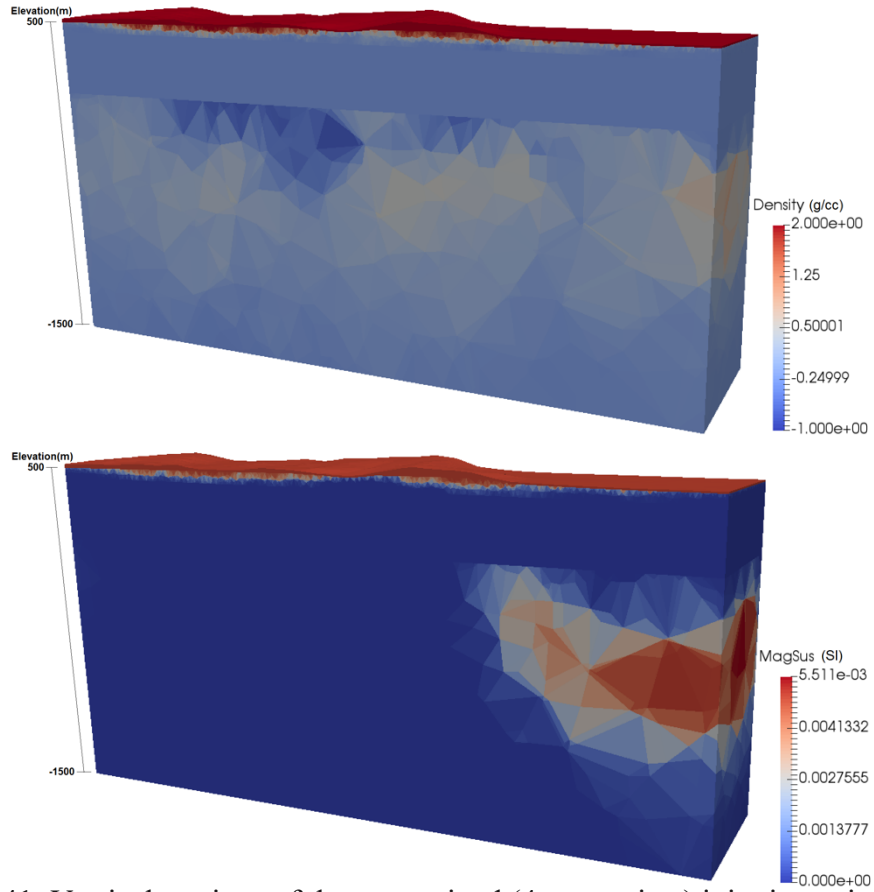 Elevation(m)
500
-1500
Density (g/cc)
2.000e+00
1.25
0.50001
-0.24999
-1.000e+00
Elevation(m)
500
-1500
MagSus (SI)
5.511e-03
0.0041332
0.0027555
0.0013777
0.000e+00